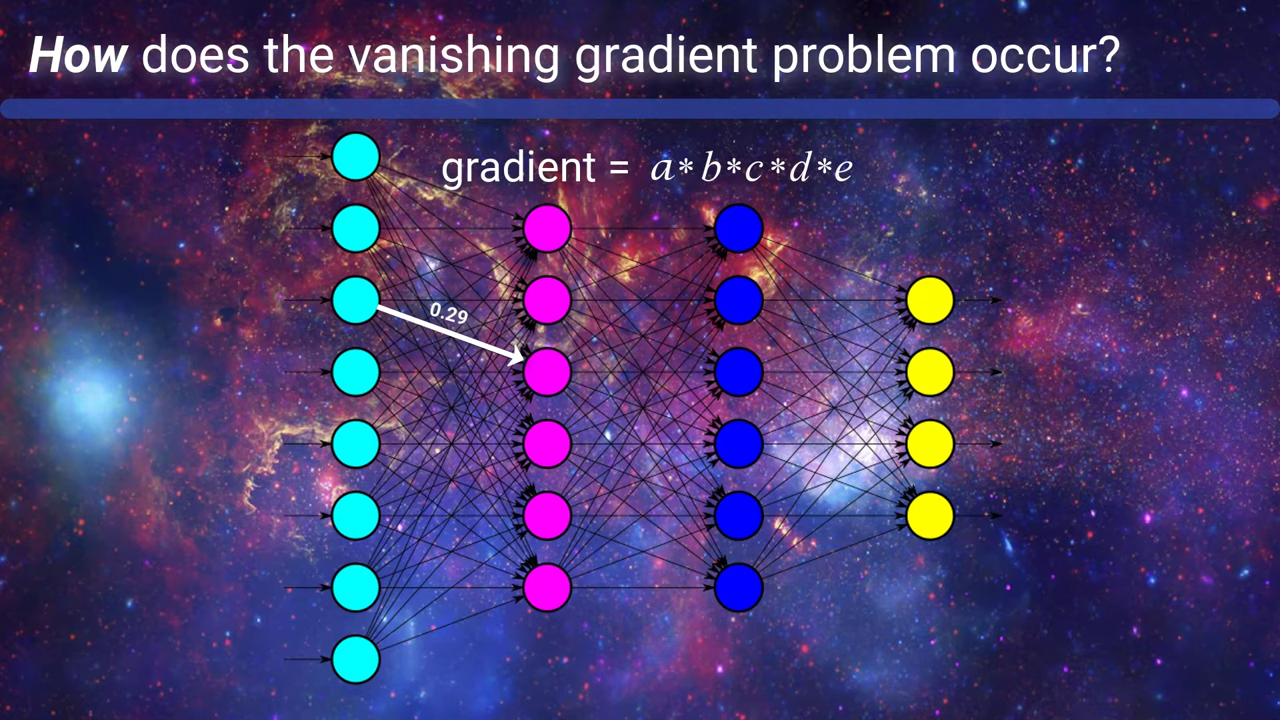 How does the vanishing gradient problem occur?
gradient = a*b*c*d*e
0.29